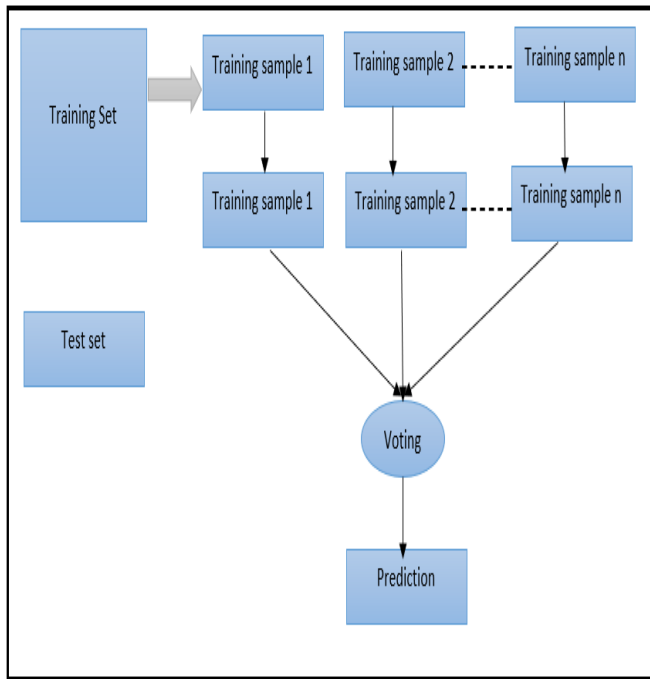 Training Set
Training sample 1
Training sample 2
Training sample n
Training sample 1
Training sample 2
Training sample n
Test set
Voting
Prediction